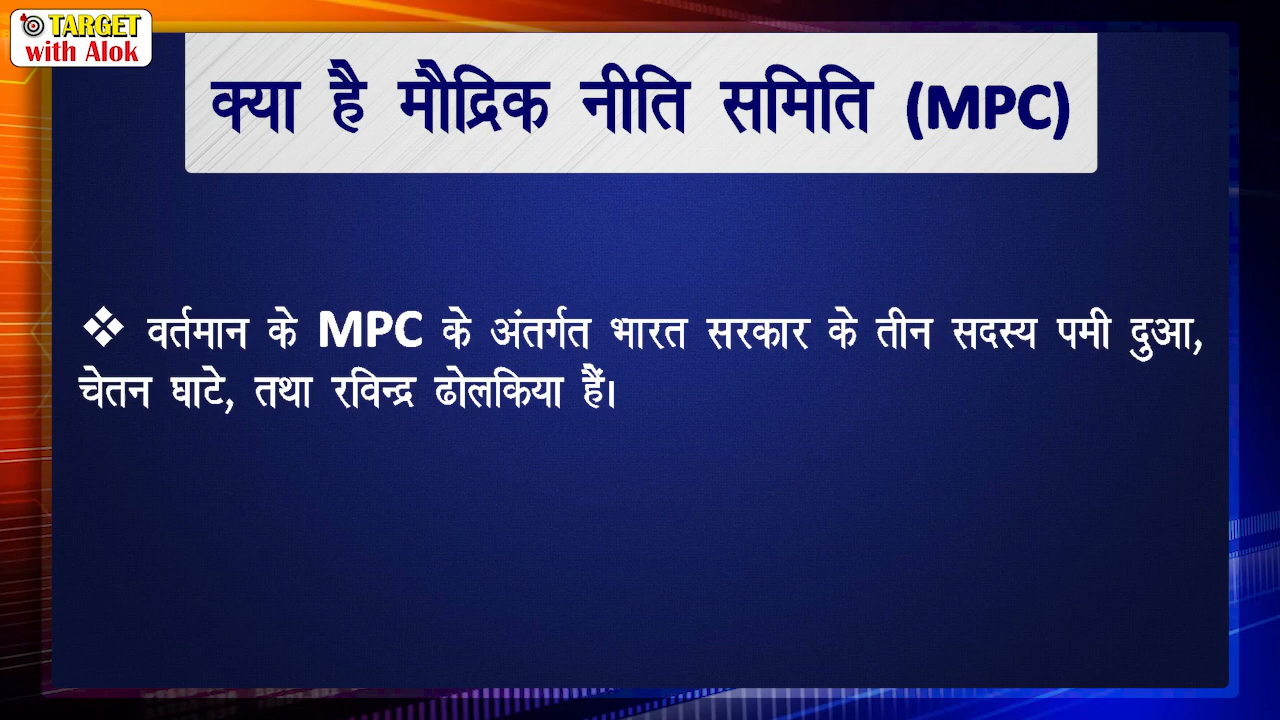 TARGET
with Alok
क्या है मौद्रिक नीति समिति (MPC)
❖ वर्तमान के MPC के अंतर्गत भारत सरकार के तीन सदस्य पमी दुआ,
चेतन घाटे, तथा रविन्द्र ढोलकिया हैं।